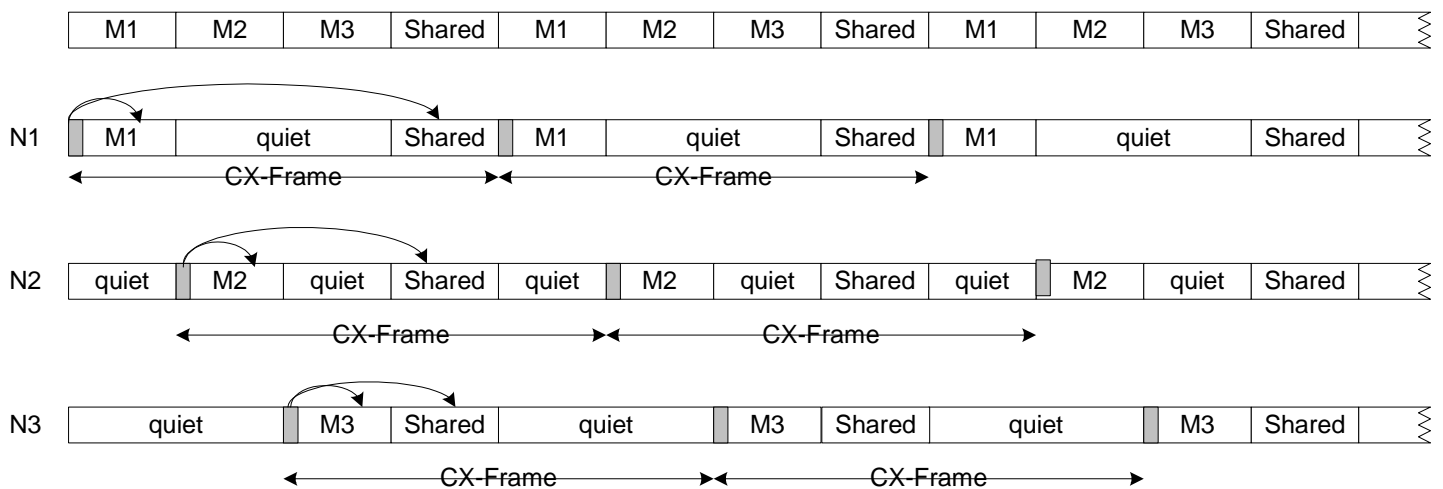 M1 M2 M3 Shared M1 M2 M3 Shared M1 M2 M3 Shared
N1 M1 quiet Shared M1 quiet Shared M1 quiet Shared
CX-Frame CX-Frame
N2 quiet M2 quiet Shared quiet M2 quiet Shared quiet M2 quiet Shared
CX-Frame CX-Frame
N3 quiet M3 Shared quiet M3 Shared quiet M3 Shared
CX-Frame CX-Frame